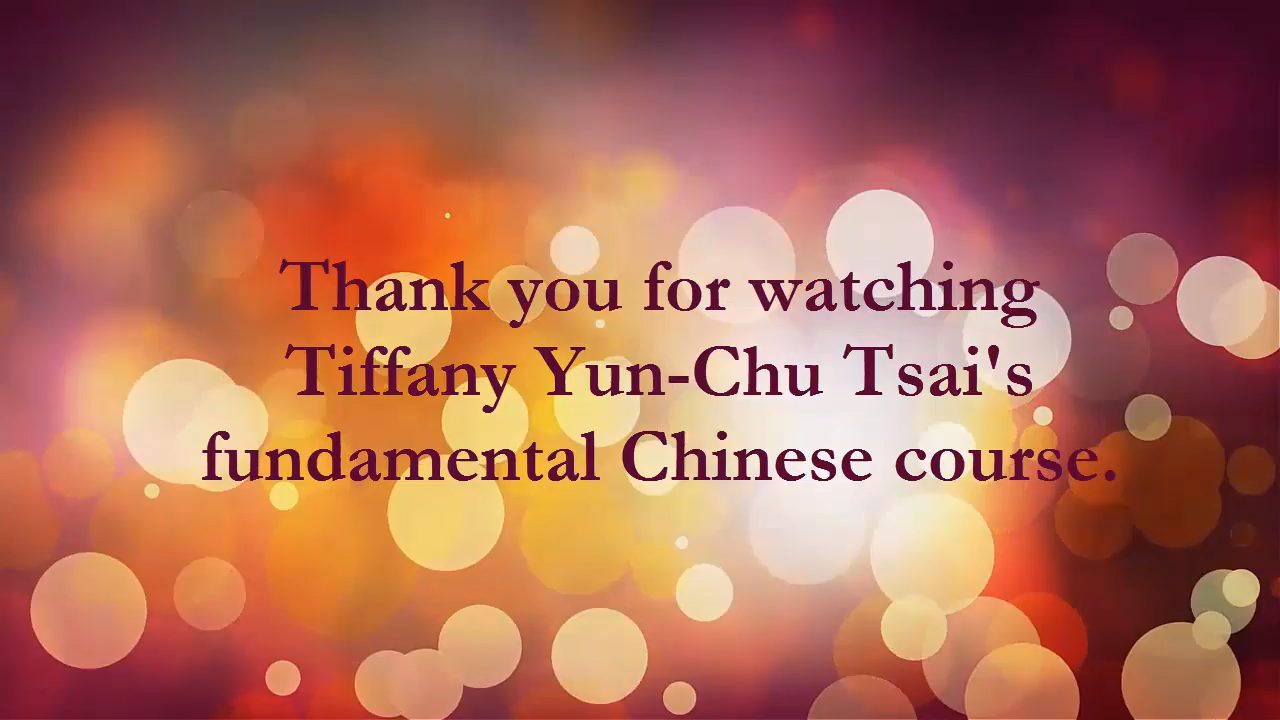 Thank you for watching
Tiffany Yun-Chu Tsai's
fundamental Chinese course.